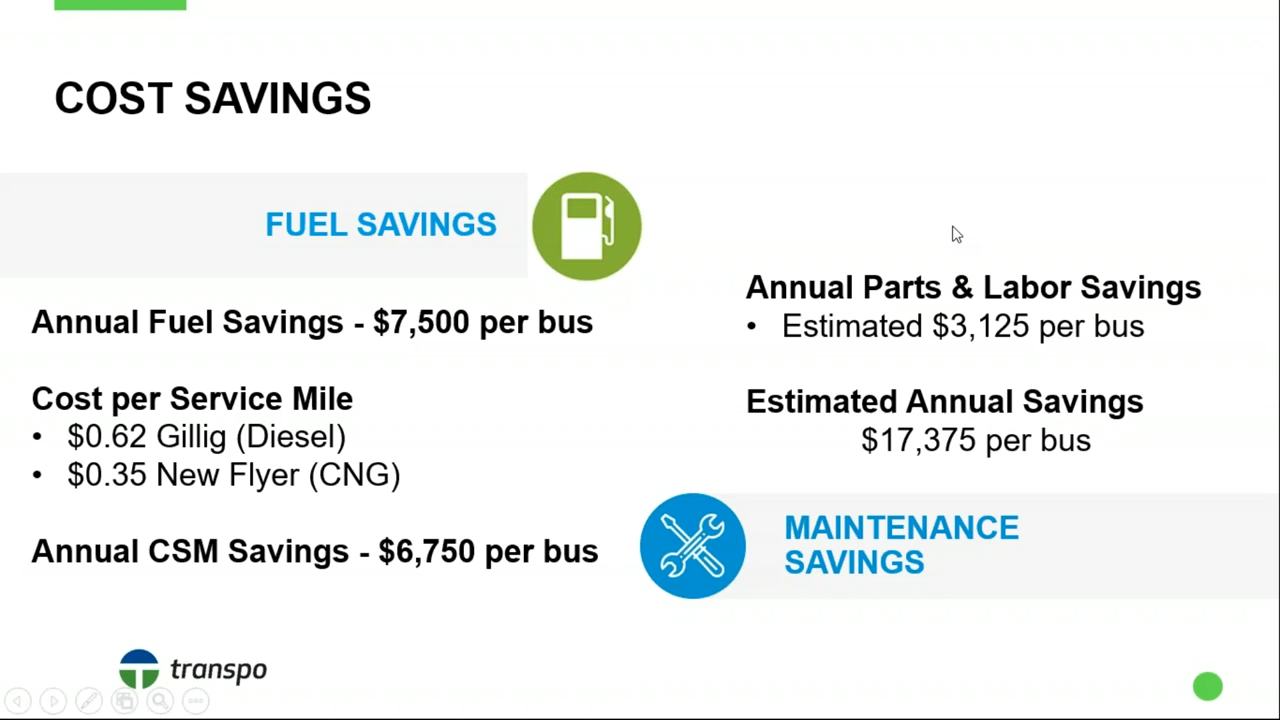 COST SAVINGS
FUEL SAVINGS
Annual Fuel Savings - $7,500 per bus
Cost per Service Mile
• $0.62 Gillig (Diesel)
• $0.35 New Flyer (CNG)
Annual CSM Savings - $6,750 per bus
Annual Parts & Labor Savings
• Estimated $3,125 per bus
Estimated Annual Savings
$17,375 per bus
MAINTENANCE
SAVINGS
transpo